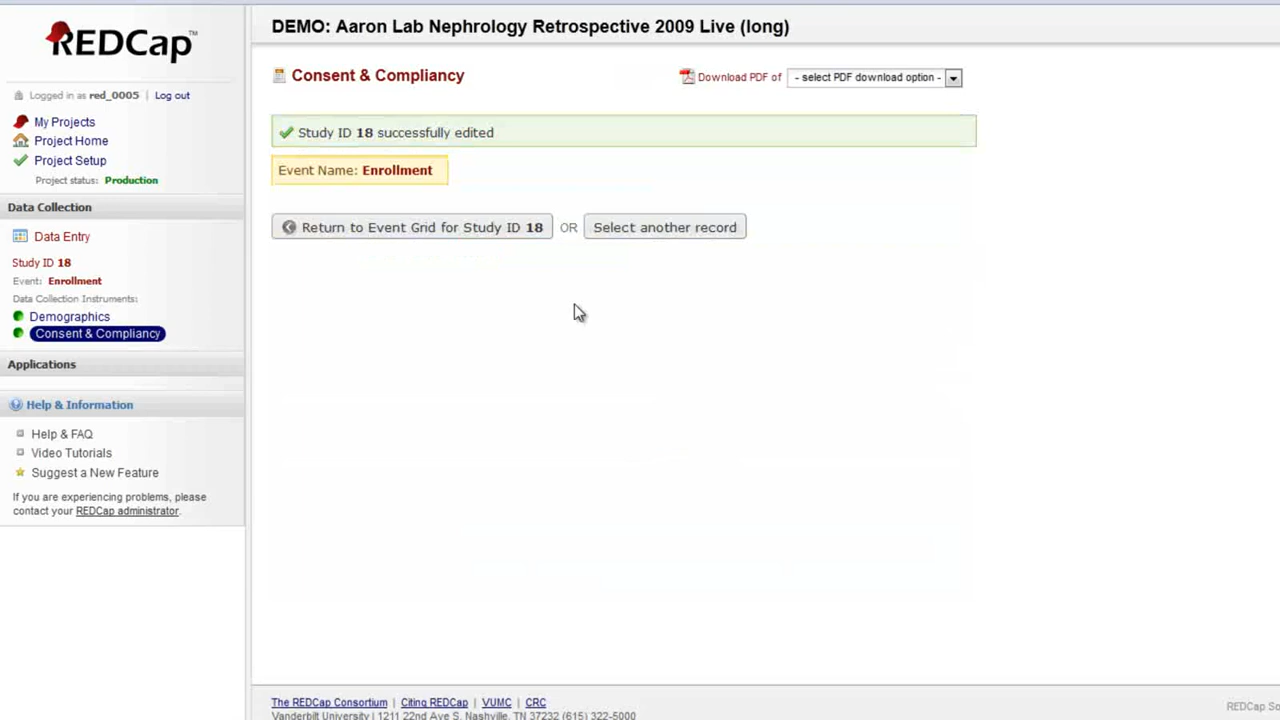 REDCap™
Logged in as red_0005 | Log out
My Projects
Project Home
Project Setup
Project status: Production
Data Collection
Data Entry
Study ID 18
Event: Enrollment
Data Collection Instruments:
Demographics
Consent & Compliancy
Applications
Help & Information
Help & FAQ
Video Tutorials
Suggest a New Feature
If you are experiencing problems, please
contact your REDCap administrator.
DEMO: Aaron Lab Nephrology Retrospective 2009 Live (long)
Consent & Compliancy
Download PDF of - select PDF download option -
Study ID 18 successfully edited
Event Name: Enrollment
Return to Event Grid for Study ID 18 OR Select another record
The REDCap Consortium | Citing REDCap | VUMC | CRC
Vanderbilt University | 1211 22nd Ave S, Nashville, TN 37232 (615) 322-5000
REDCap So